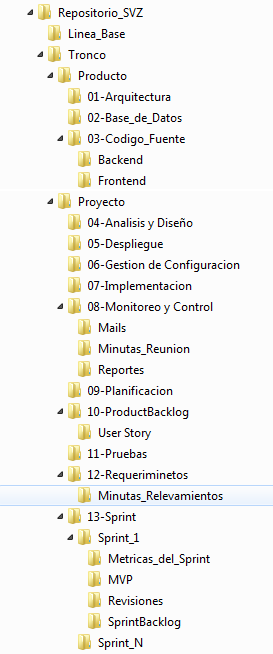 Repositorio_SVZ
Linea_Base
Tronco
Producto
01-Arquitectura
02-Base_de_Datos
03-Codigo_Fuente
Backend
Frontend
Proyecto
04-Analisis y Diseño
05-Despliegue
06-Gestion de Configuracion
07-Implementacion
08-Monitoreo y Control
Mails
Minutas_Reunion
Reportes
09-Planificacion
10-ProductBacklog
User Story
11-Pruebas
12-Requeriminetos
Minutas_Relevamientos
13-Sprint
Sprint_1
Metricas_del_Sprint
MVP
Revisiones
SprintBacklog
Sprint_N